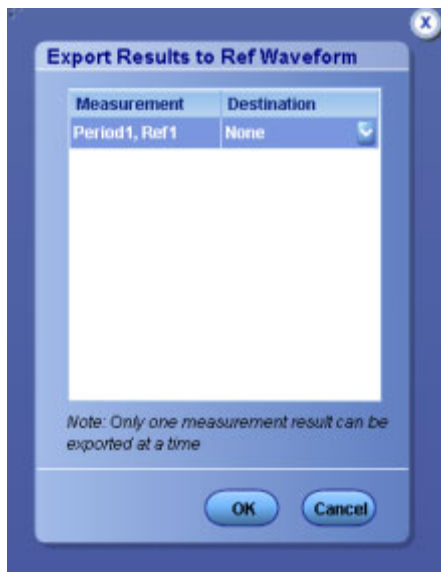 X
Export Results to Ref Waveform
Measurement Destination
Period1, Ref1 None
Note: Only one measurement result can be
exported at a time
OK Cancel